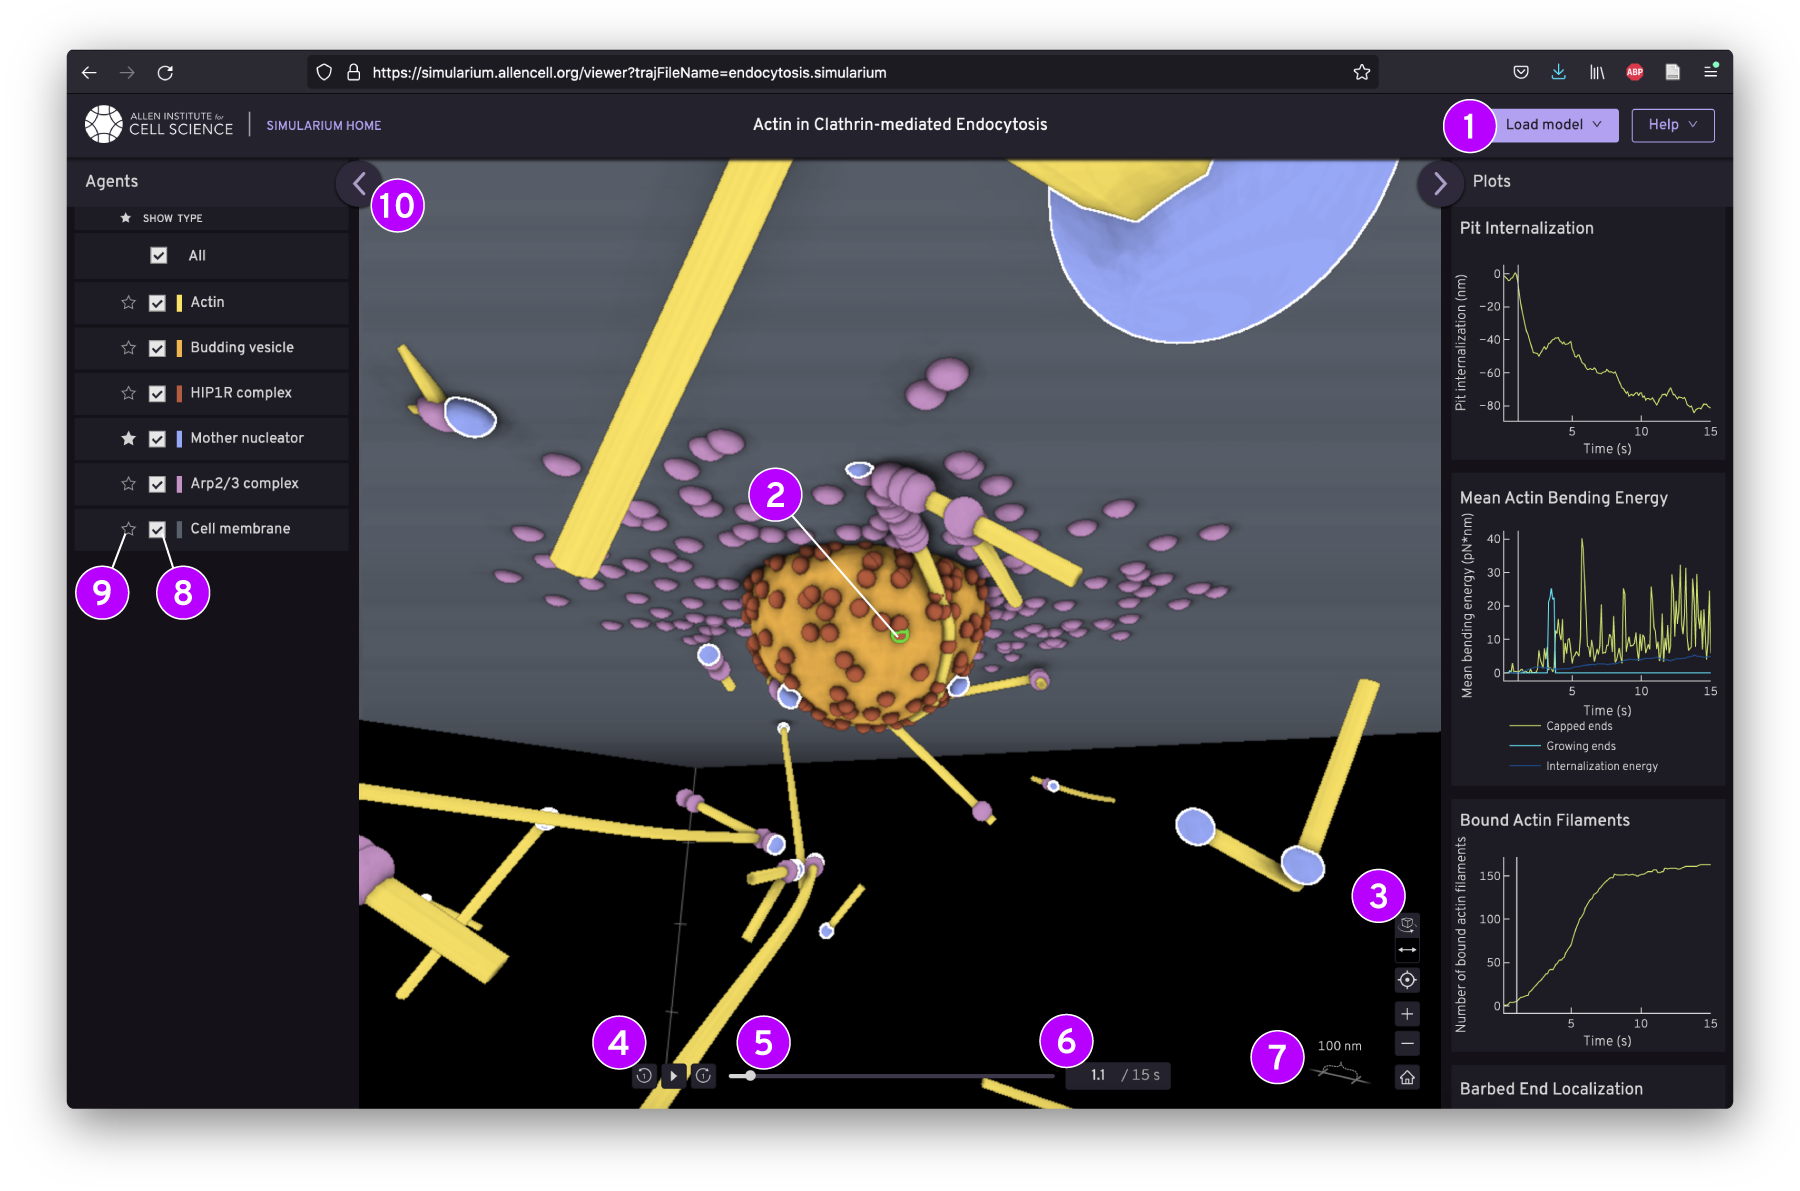 https://simularium.allencell.org/viewer?trajFileName=endocytosis.simularium
ABP
ALLEN INSTITUTE for
CELL SCIENCE
SIMULARIUM HOME
Actin in Clathrin-mediated Endocytosis
1
Load model
Help
Agents
10
SHOW TYPE
All
Actin
Budding vesicle
HIP1R complex
Mother nucleator
Arp2/3 complex
Cell membrane
9
8
2
3
4
5
6
7
1
1
1.1 / 15 s
100 nm
Plots
Pit Internalization
Pit internalization (nm)
0
−20
−40
−60
−80
5 10 15
Time (s)
Mean Actin Bending Energy
Mean bending energy (pN*nm)
40
30
20
10
0
5 10 15
Time (s)
Capped ends
Growing ends
Internalization energy
Bound Actin Filaments
Number of bound actin filaments
150
100
50
0
5 10 15
Time (s)
Barbed End Localization